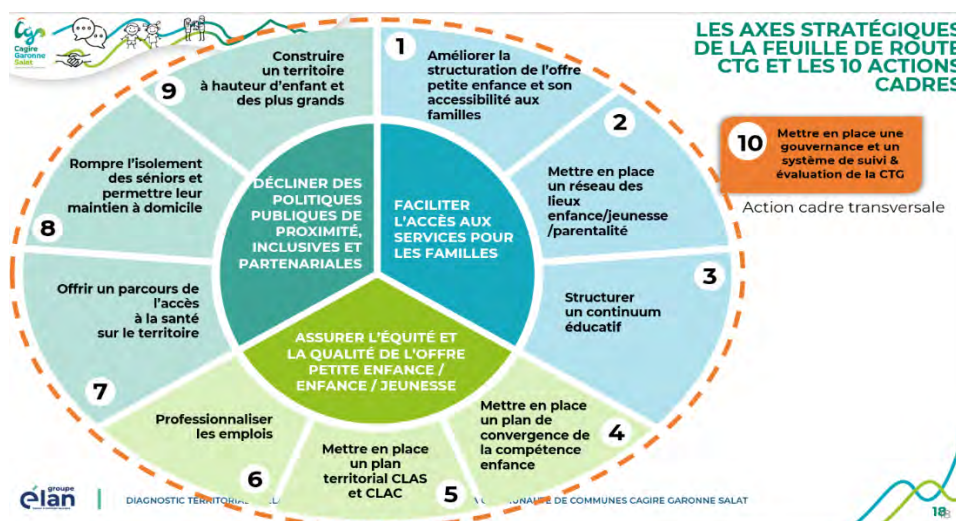 Cagire
Garonne
Salat
LES AXES STRATÉGIQUES
DE LA FEUILLE DE ROUTE
CTG ET LES 10 ACTIONS
CADRES
1
Améliorer la
structuration de l'offre
petite enfance et son
accessibilité aux
familles
2
Mettre en place
un réseau des
lieux
enfance/jeunesse
/parentalité
3
Structurer
un continuum
éducatif
4
Mettre en place
un plan de
convergence de
la compétence
enfance
5
Mettre en place
un plan
territorial CLAS
et CLAC
6
Professionnaliser
les emplois
7
Offrir un parcours de
l'accès
à la santé
sur le territoire
8
Rompre l'isolement
des séniors et
permettre leur
maintien à domicile
9
Construire
un territoire
à hauteur d'enfant et
des plus grands
DÉCLINER DES
POLITIQUES
PUBLIQUES DE
PROXIMITÉ,
INCLUSIVES ET
PARTENARIALES
FACILITER
L'ACCÈS AUX
SERVICES POUR
LES FAMILLES
ASSURER L'ÉQUITÉ ET
LA QUALITÉ DE L'OFFRE
PETITE ENFANCE /
ENFANCE / JEUNESSE
10
Mettre en place une
gouvernance et un
système de suivi &
évaluation de la CTG
Action cadre transversale
groupe
élan
DIAGNOSTIC COMMUNES CAGIRE GARONNE SALAT
18